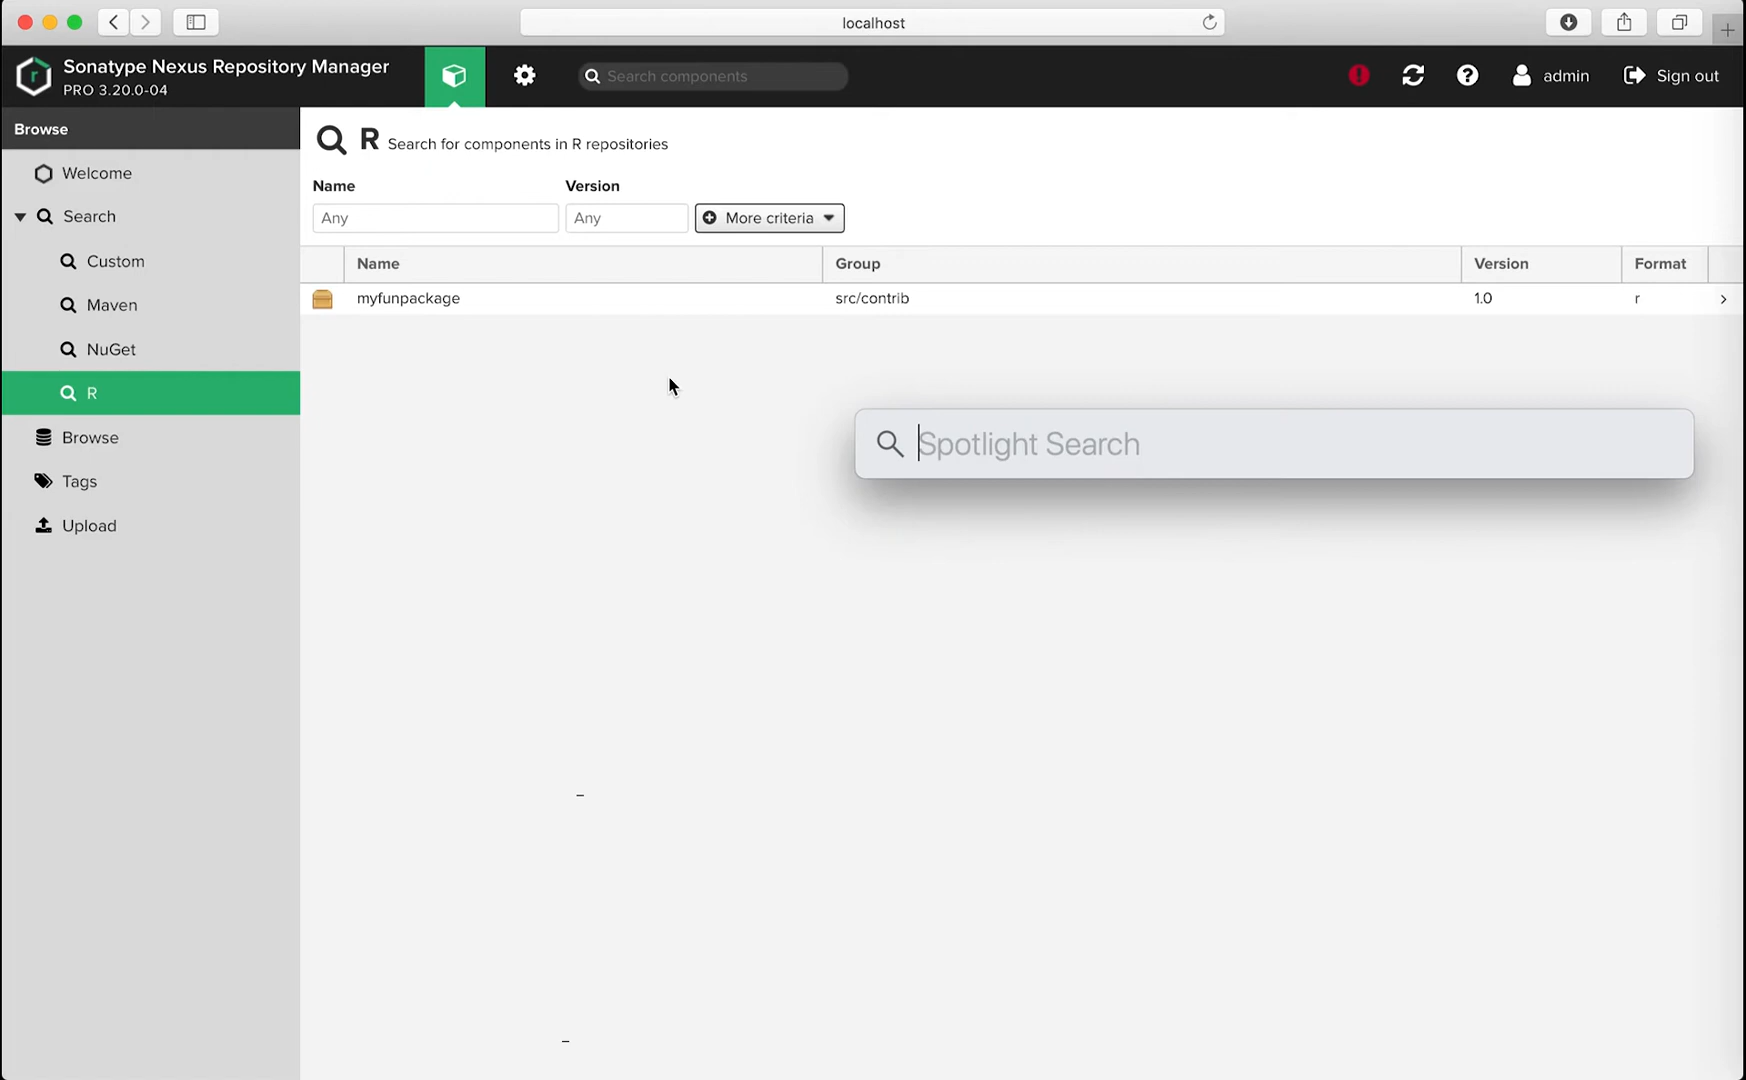 localhost
Sonatype Nexus Repository Manager
PRO 3.20.0-04
Search components
admin
Sign out
Browse
Welcome
Search
Custom
Maven
NuGet
R
Browse
Tags
Upload
R Search for components in R repositories
Name Version
Any Any More criteria
Name Group Version Format
myfunpackage src/contrib 1.0 r
Spotlight Search